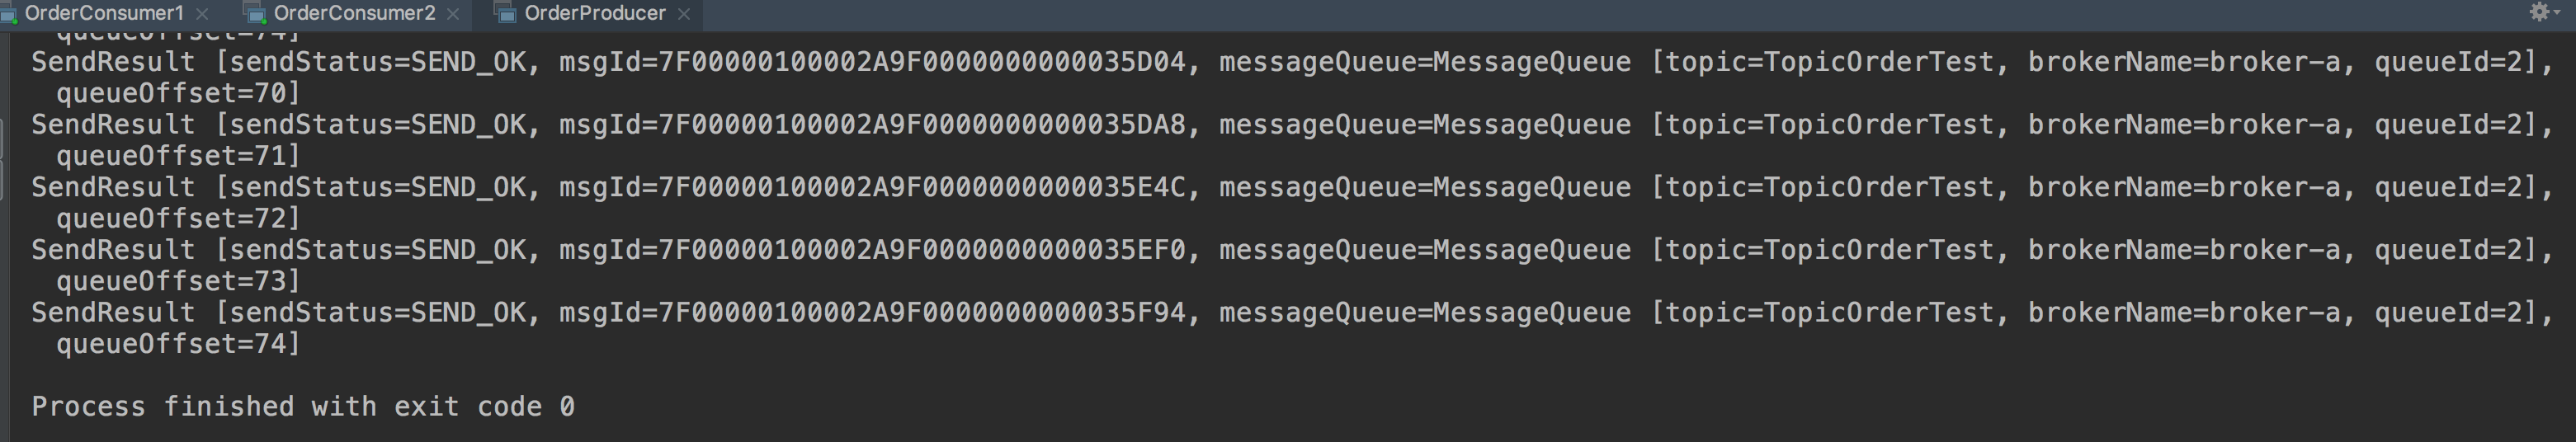 OrderConsumer1 OrderConsumer2 OrderProducer
queueOffset=74]
SendResult [sendStatus=SEND_OK, msgId=7F00000100002A9F0000000000035D04, messageQueue=MessageQueue [topic=TopicOrderTest, brokerName=broker-a, queueId=2],
queueOffset=70]
SendResult [sendStatus=SEND_OK, msgId=7F00000100002A9F0000000000035DA8, messageQueue=MessageQueue [topic=TopicOrderTest, brokerName=broker-a, queueId=2],
queueOffset=71]
SendResult [sendStatus=SEND_OK, msgId=7F00000100002A9F0000000000035E4C, messageQueue=MessageQueue [topic=TopicOrderTest, brokerName=broker-a, queueId=2],
queueOffset=72]
SendResult [sendStatus=SEND_OK, msgId=7F00000100002A9F0000000000035EF0, messageQueue=MessageQueue [topic=TopicOrderTest, brokerName=broker-a, queueId=2],
queueOffset=73]
SendResult [sendStatus=SEND_OK, msgId=7F00000100002A9F0000000000035F94, messageQueue=MessageQueue [topic=TopicOrderTest, brokerName=broker-a, queueId=2],
queueOffset=74]
Process finished with exit code 0